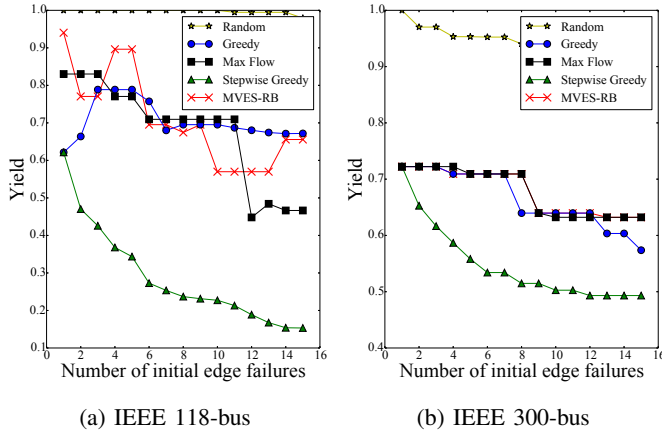 1.0
0.9
0.8
0.7
0.6
0.5
0.4
0.3
0.2
0.1
Yield
0 2 4 6 8 10 12 14 16
Number of initial edge failures
Random
Greedy
Max Flow
Stepwise Greedy
MVES-RB
(a) IEEE 118-bus
1.0
0.9
0.8
0.7
0.6
0.5
0.4
Yield
0 2 4 6 8 10 12 14 16
Number of initial edge failures
Random
Greedy
Max Flow
Stepwise Greedy
MVES-RB
(b) IEEE 300-bus